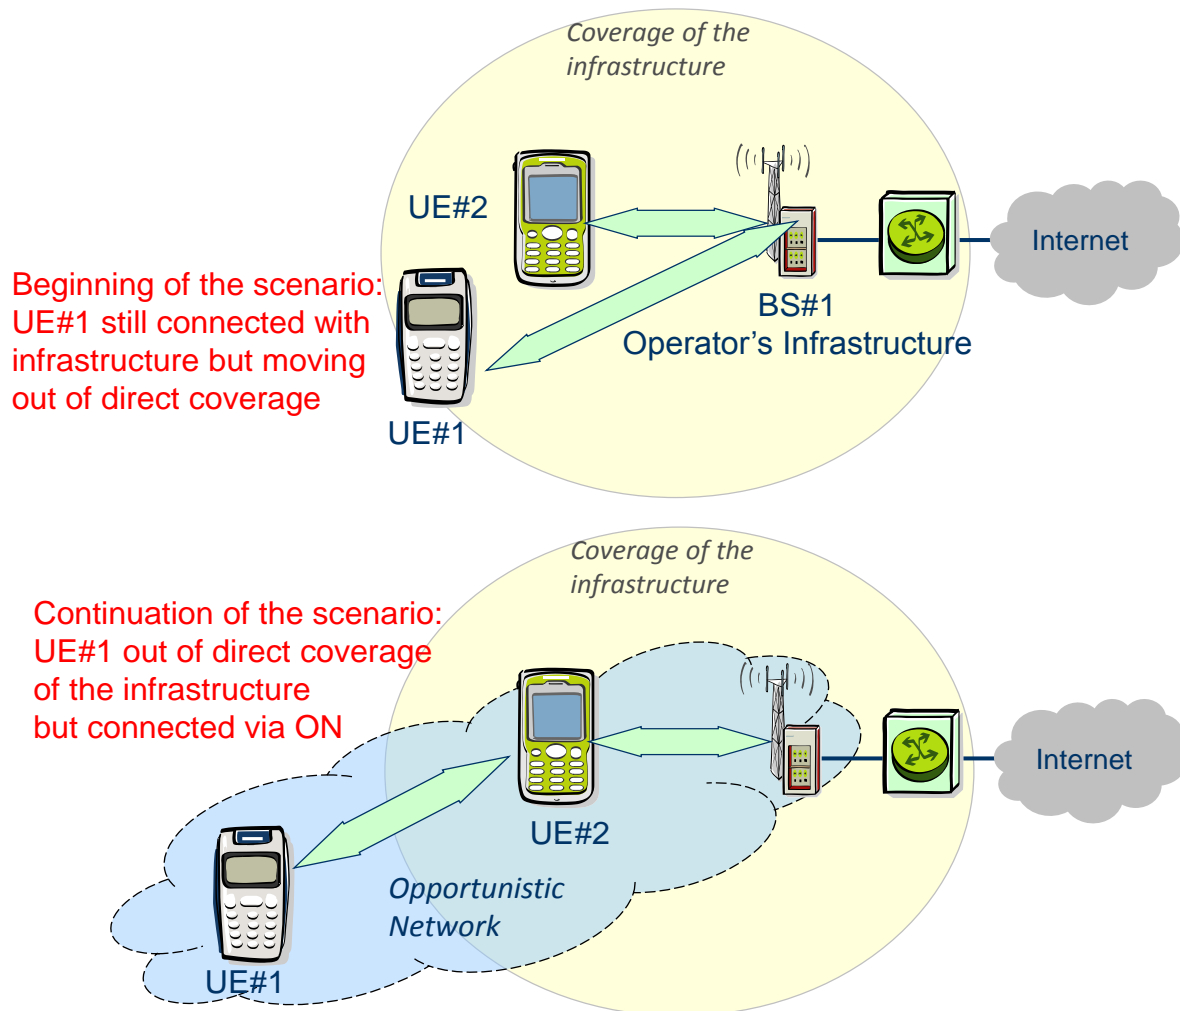 Coverage of the
infrastructure
UE#2
Internet
Beginning of the scenario:
UE#1 still connected with
infrastructure but moving
out of direct coverage
BS#1
Operator's Infrastructure
UE#1
Coverage of the
infrastructure
Continuation of the scenario:
UE#1 out of direct coverage
of the infrastructure
but connected via ON
Internet
UE#2
Opportunistic
Network
UE#1